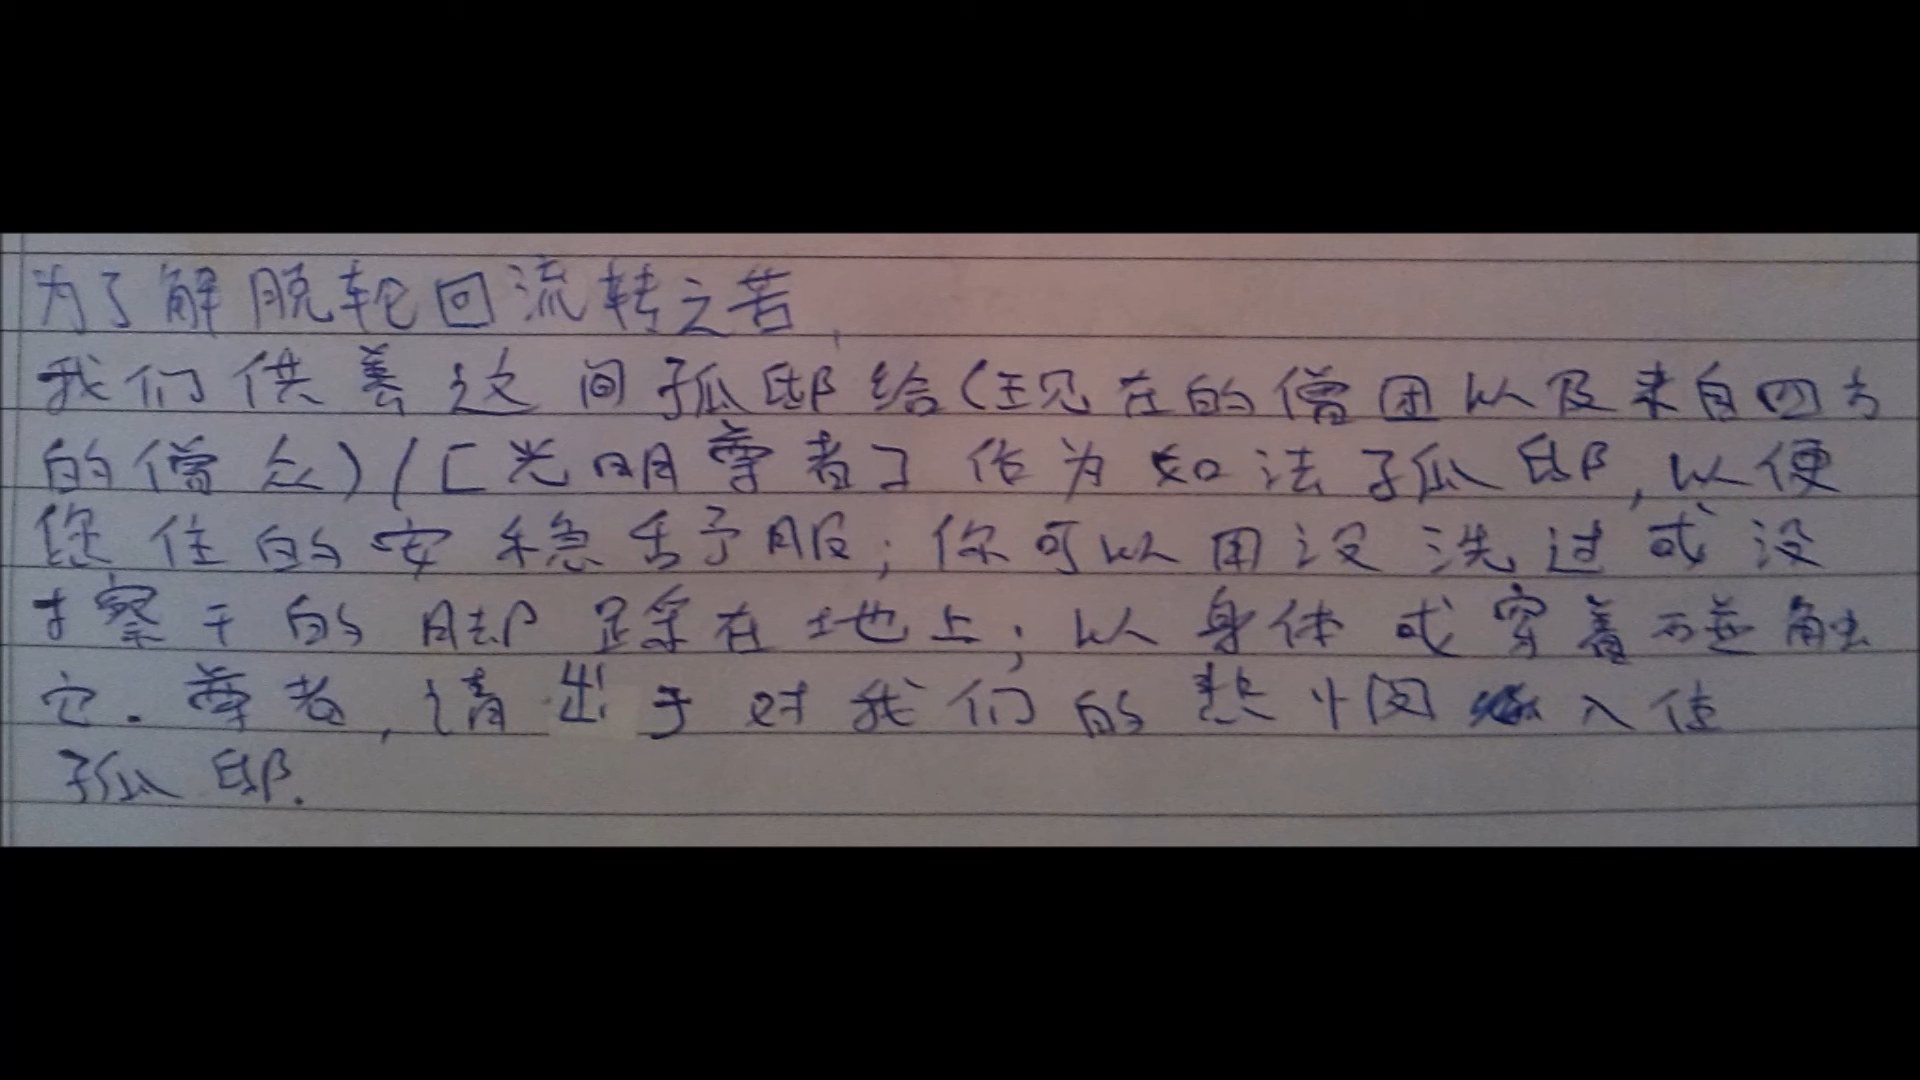 为了解脱轮回流转之苦,
我们供养这间孤邸给(现在的僧团以及来自四方
的僧众)/[光明尊者]作为如法孤邸,以便
您住的安稳舒服;你可以用没洗过或没
擦干的脚踩在地上;以身体或穿着碰触
它.尊者,请出于对我们的悲悯入住
孤邸.